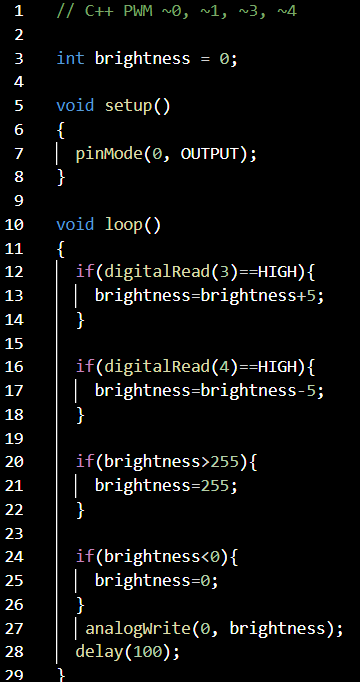 1 // C++ PWM ~0, ~1, ~3, ~4
2
3 int brightness = 0;
4
5 void setup()
6 {
7 pinMode(0, OUTPUT);
8 }
9
10 void loop()
11 {
12 if(digitalRead(3)==HIGH){
13 brightness=brightness+5;
14 }
15
16 if(digitalRead(4)==HIGH){
17 brightness=brightness-5;
18 }
19
20 if(brightness>255){
21 brightness=255;
22 }
23
24 if(brightness<0){
25 brightness=0;
26 }
27 analogWrite(0, brightness);
28 delay(100);
29 }